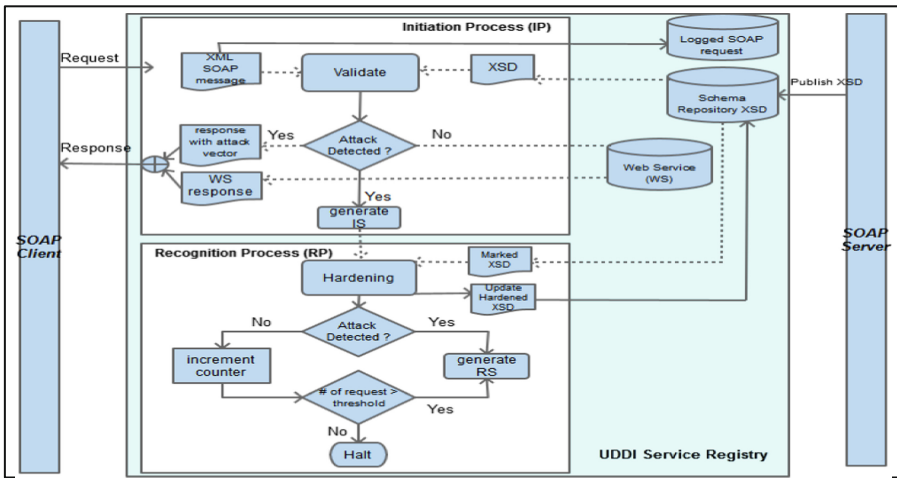 Initiation Process (IP)
Request
XML
SOAP
message
Validate
XSD
Logged SOAP
request
Publish XSD
Schema
Repository XSD
Response
response
with attack
vector
Yes
Attack
Detected ?
No
WS
response
Web Service
(WS)
Yes
generate
IS
SOAP
Client
SOAP
Server
Recognition Process (RP)
Hardening
Marked
XSD
Update
Hardened
XSD
No
Attack
Detected ?
Yes
increment
counter
generate
RS
# of request >
threshold
Yes
No
Halt
UDDI Service Registry